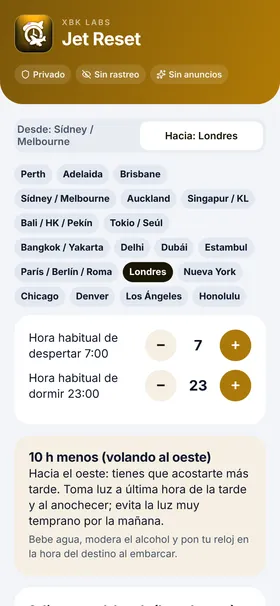 XBK LABS
Jet Reset
Privado Sin rastreo Sin anuncios
Desde: Sídney /
Melbourne
Hacia: Londres
Perth Adelaida Brisbane
Sídney / Melbourne Auckland Singapur / KL
Bali / HK / Pekín Tokio / Seúl
Bangkok / Yakarta Delhi Dubái Estambul
París / Berlín / Roma Londres Nueva York
Chicago Denver Los Ángeles Honolulu
Hora habitual de
despertar 7:00
− 7 +
Hora habitual de
dormir 23:00
− 23 +
10 h menos (volando al oeste)
Hacia el oeste: tienes que acostarte más
tarde. Toma luz a última hora de la tarde
y al anochecer; evita la luz muy
temprano por la mañana.
Bebe agua, modera el alcohol y pon tu reloj en
la hora del destino al embarcar.